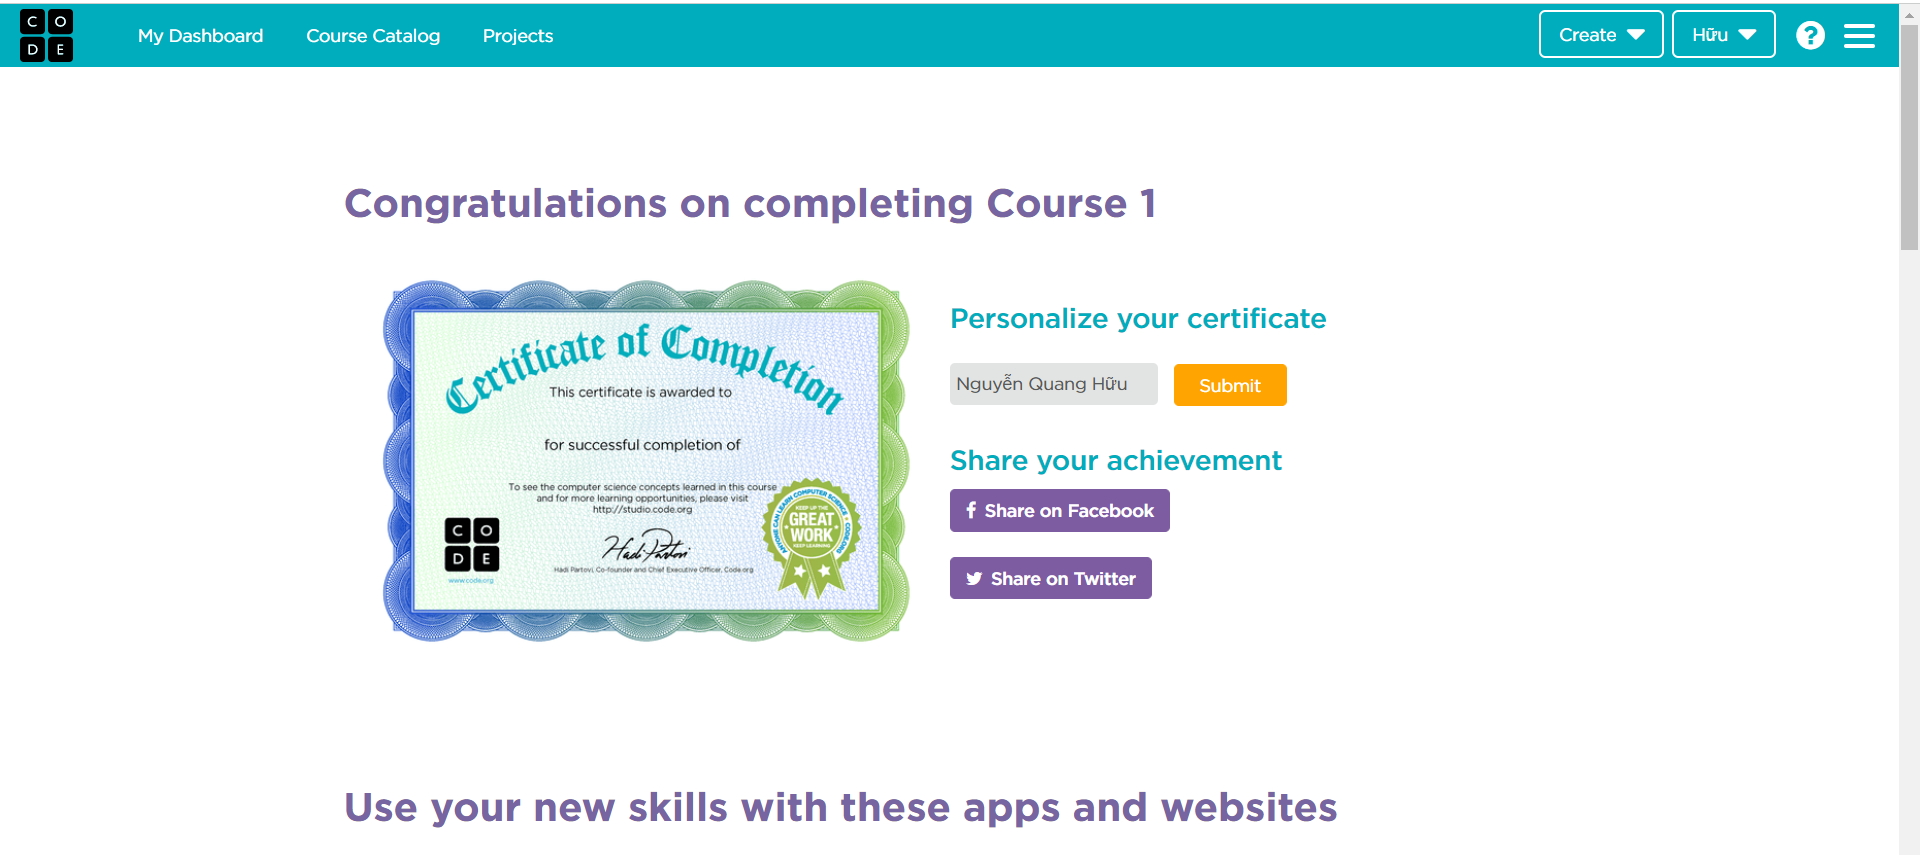 CODE
My Dashboard
Course Catalog
Projects
Create
Hữu
?
Congratulations on completing Course 1
Certificate of Completion
This certificate is awarded to
for successful completion of
To see the computer science concepts learned in this course
and for more learning opportunities, please visit
http://studio.code.org
CODE
www.code.org
Hadi Partovi
Hadi Partovi, Co-founder and Chief Executive Officer, Code.org
ANYONE CAN LEARN COMPUTER SCIENCE • CODE.ORG
KEEP UP THE
GREAT
WORK
KEEP LEARNING
Personalize your certificate
Nguyễn Quang Hữu
Submit
Share your achievement
f Share on Facebook
Share on Twitter
Use your new skills with these apps and websites